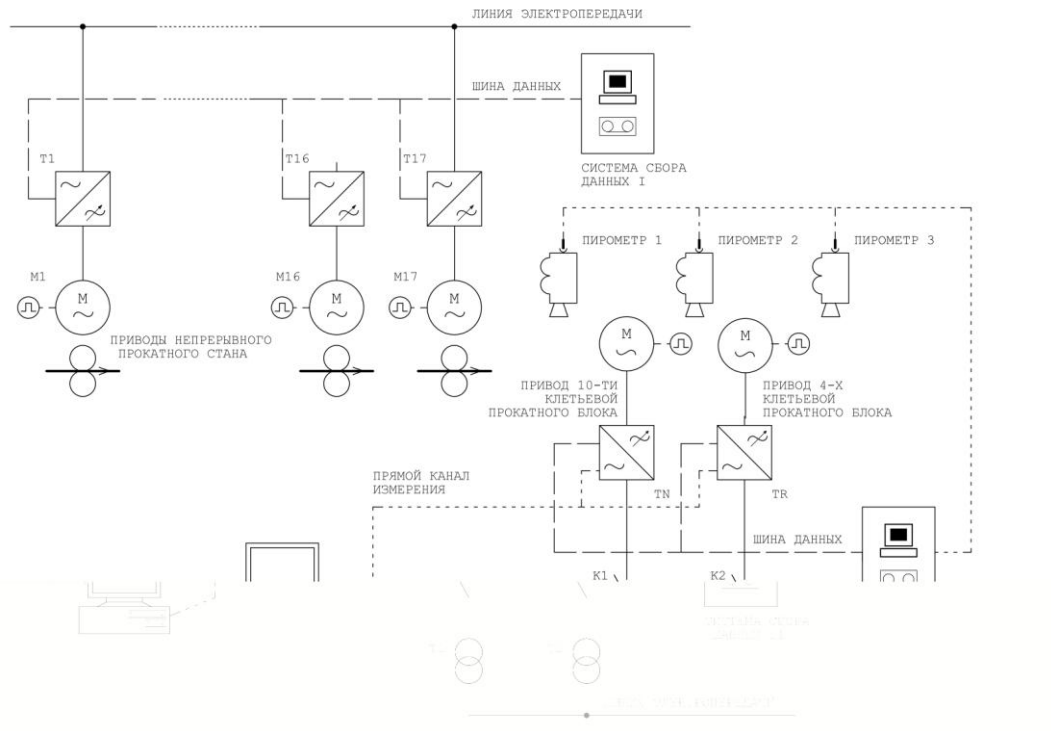 ЛИНИЯ ЭЛЕКТРОПЕРЕДАЧИ
ШИНА ДАННЫХ
СИСТЕМА СБОРА
ДАННЫХ I
T1
T16
T17
ПИРОМЕТР 1
ПИРОМЕТР 2
ПИРОМЕТР 3
M1
M16
M17
M
M
M
M
M
ПРИВОДЫ НЕПРЕРЫВНОГО
ПРОКАТНОГО СТАНА
ПРИВОД 10-ТИ
КЛЕТЬЕВОЙ
ПРОКАТНОГО БЛОКА
ПРИВОД 4-Х
КЛЕТЬЕВОЙ
ПРОКАТНОГО БЛОКА
ПРЯМОЙ КАНАЛ
ИЗМЕРЕНИЯ
TN
TR
ШИНА ДАННЫХ
K1
K2